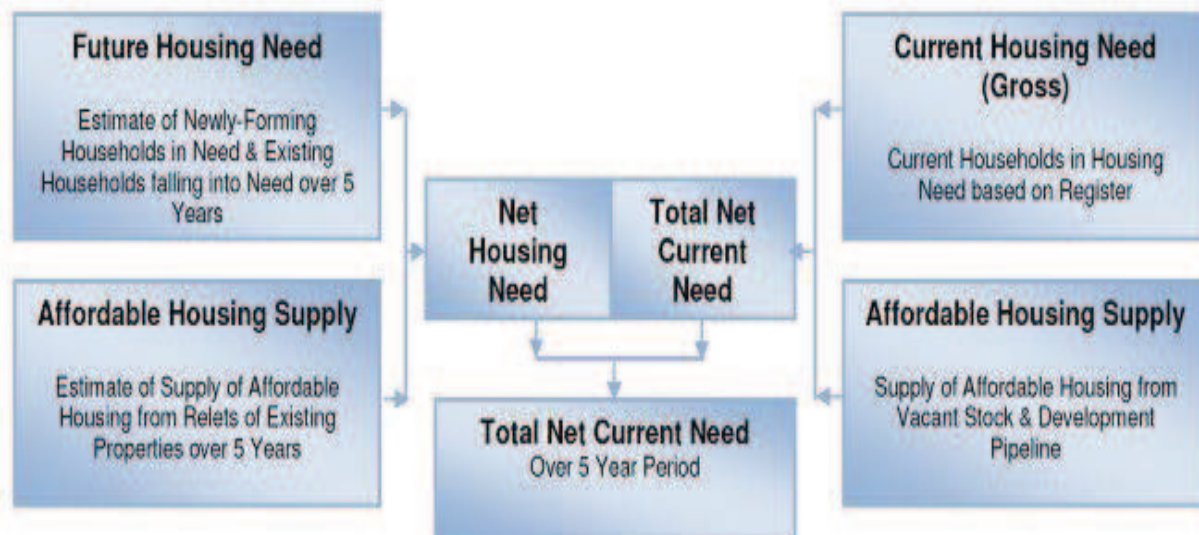 Future Housing Need
Estimate of Newly-Forming
Households in Need & Existing
Households falling into Need over 5
Years
Affordable Housing Supply
Estimate of Supply of Affordable
Housing from Relets of Existing
Properties over 5 Years
Net
Housing
Need
Total Net
Current
Need
Total Net Current Need
Over 5 Year Period
Current Housing Need
(Gross)
Current Households in Housing
Need based on Register
Affordable Housing Supply
Supply of Affordable Housing from
Vacant Stock & Development
Pipeline